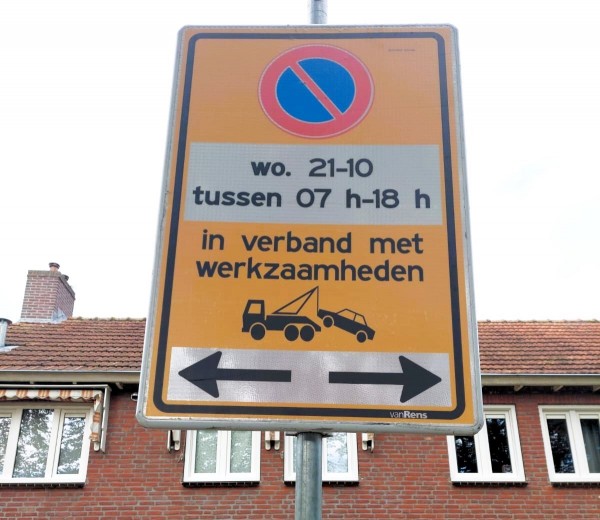 wo. 21-10
tussen 07 h-18 h
in verband met
werkzaamheden
vanRens